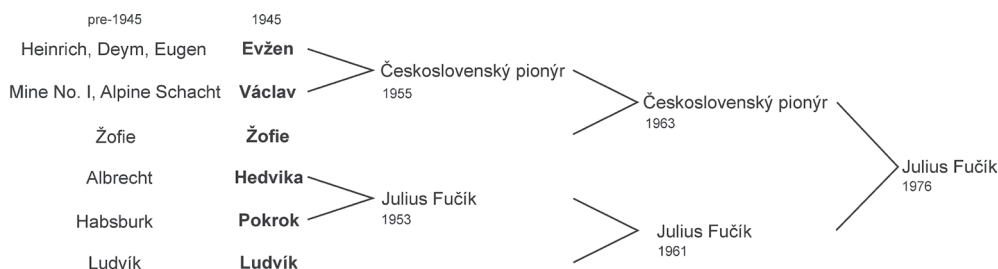 pre-1945 1945
Heinrich, Deym, Eugen Evžen
Československý pionýr
1955
Mine No. I, Alpine Schacht Václav
Československý pionýr
1963
Žofie Žofie
Julius Fučík
1976
Albrecht Hedvika
Julius Fučík
1953
Habsburk Pokrok
Julius Fučík
1961
Ludvík Ludvík